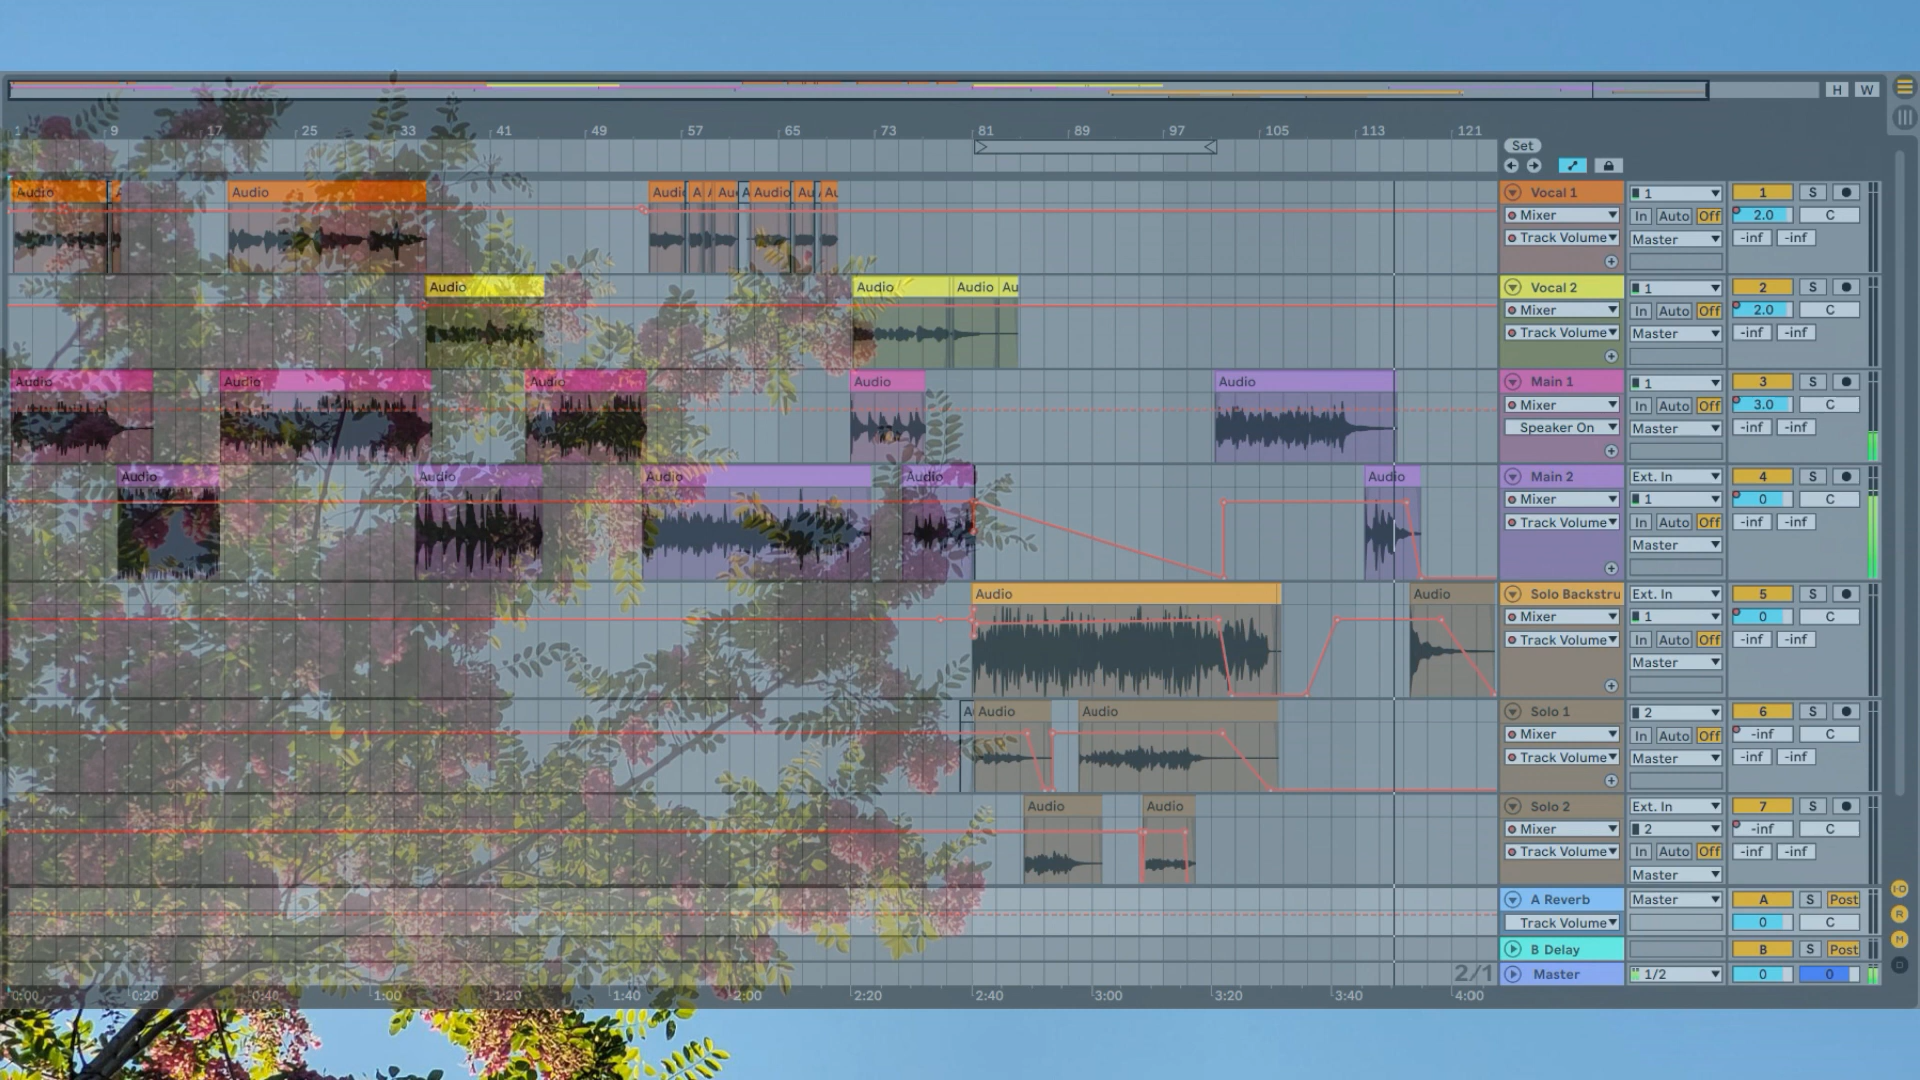 H W
1 9 17 25 33 41 49 57 65 73 81 89 97 105 113 121
Set
Audio A Audio Audio A A Au A Audio Au A Au
Vocal 1 1 1 S
Mixer In Auto Off 2.0 C
Track Volume Master -inf -inf
Audio Audio Audio Au
Vocal 2 1 2 S
Mixer In Auto Off 2.0 C
Track Volume Master -inf -inf
Audio Audio Audio Audio Audio
Main 1 1 3 S
Mixer In Auto Off 3.0 C
Speaker On Master -inf -inf
Audio Audio Audio Audio Audio
Main 2 Ext. In 4 S
Mixer 1 0 C
Track Volume In Auto Off -inf -inf
Master
Audio Audio
Solo Backstru Ext. In 5 S
Mixer 1 0 C
Track Volume In Auto Off -inf -inf
Master
A Audio Audio
Solo 1 2 6 S
Mixer In Auto Off -inf C
Track Volume Master -inf -inf
Audio Audio
Solo 2 Ext. In 7 S
Mixer 2 -inf C
Track Volume In Auto Off -inf -inf
Master
A Reverb Master A S Post
Track Volume 0 C
B Delay B S Post
2/1
Master 1/2 0 0
I-O
R
M
D
0:00 0:20 0:40 1:00 1:20 1:40 2:00 2:20 2:40 3:00 3:20 3:40 4:00